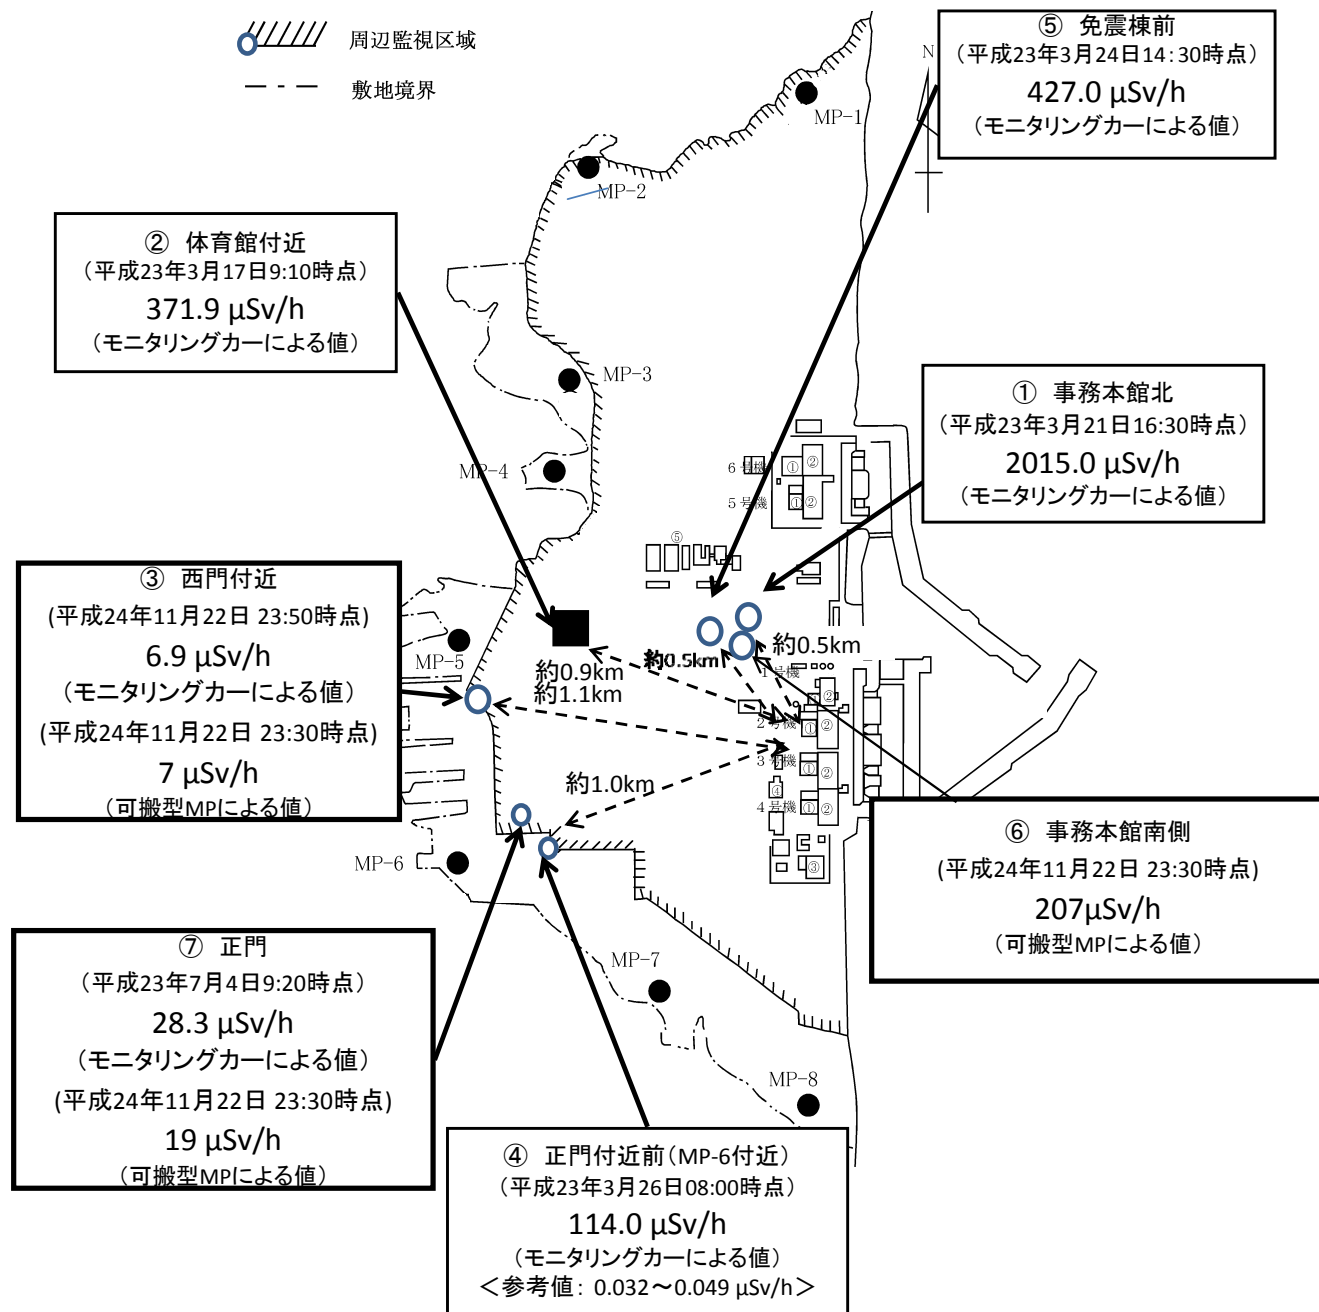 周辺監視区域
敷地境界
⑤ 免震棟前
（平成23年3月24日14：30時点）
427.0 μSv/h
（モニタリングカーによる値）
N
MP-1
MP-2
② 体育館付近
（平成23年3月17日9:10時点）
371.9 μSv/h
（モニタリングカーによる値）
MP-3
① 事務本館北
（平成23年3月21日16:30時点）
2015.0 μSv/h
（モニタリングカーによる値）
MP-4
6号機
①
②
5号機
①
②
⑤
③ 西門付近
(平成24年11月22日 23:50時点)
6.9 μSv/h
（モニタリングカーによる値）
(平成24年11月22日 23:30時点)
7 μSv/h
（可搬型MPによる値）
MP-5
約0.9km
約1.1km
約0.5km
約0.5km
1号機
②
2号機
①
②
3号機
①
②
④
4号機
①
②
③
約1.0km
MP-6
⑥ 事務本館南側
(平成24年11月22日 23:30時点)
207μSv/h
（可搬型MPによる値）
⑦ 正門
（平成23年7月4日9:20時点）
28.3 μSv/h
（モニタリングカーによる値）
(平成24年11月22日 23:30時点)
19 μSv/h
（可搬型MPによる値）
MP-7
MP-8
④ 正門付近前（MP-6付近）
（平成23年3月26日08:00時点）
114.0 μSv/h
（モニタリングカーによる値）
＜参考値： 0.032～0.049 μSv/h＞